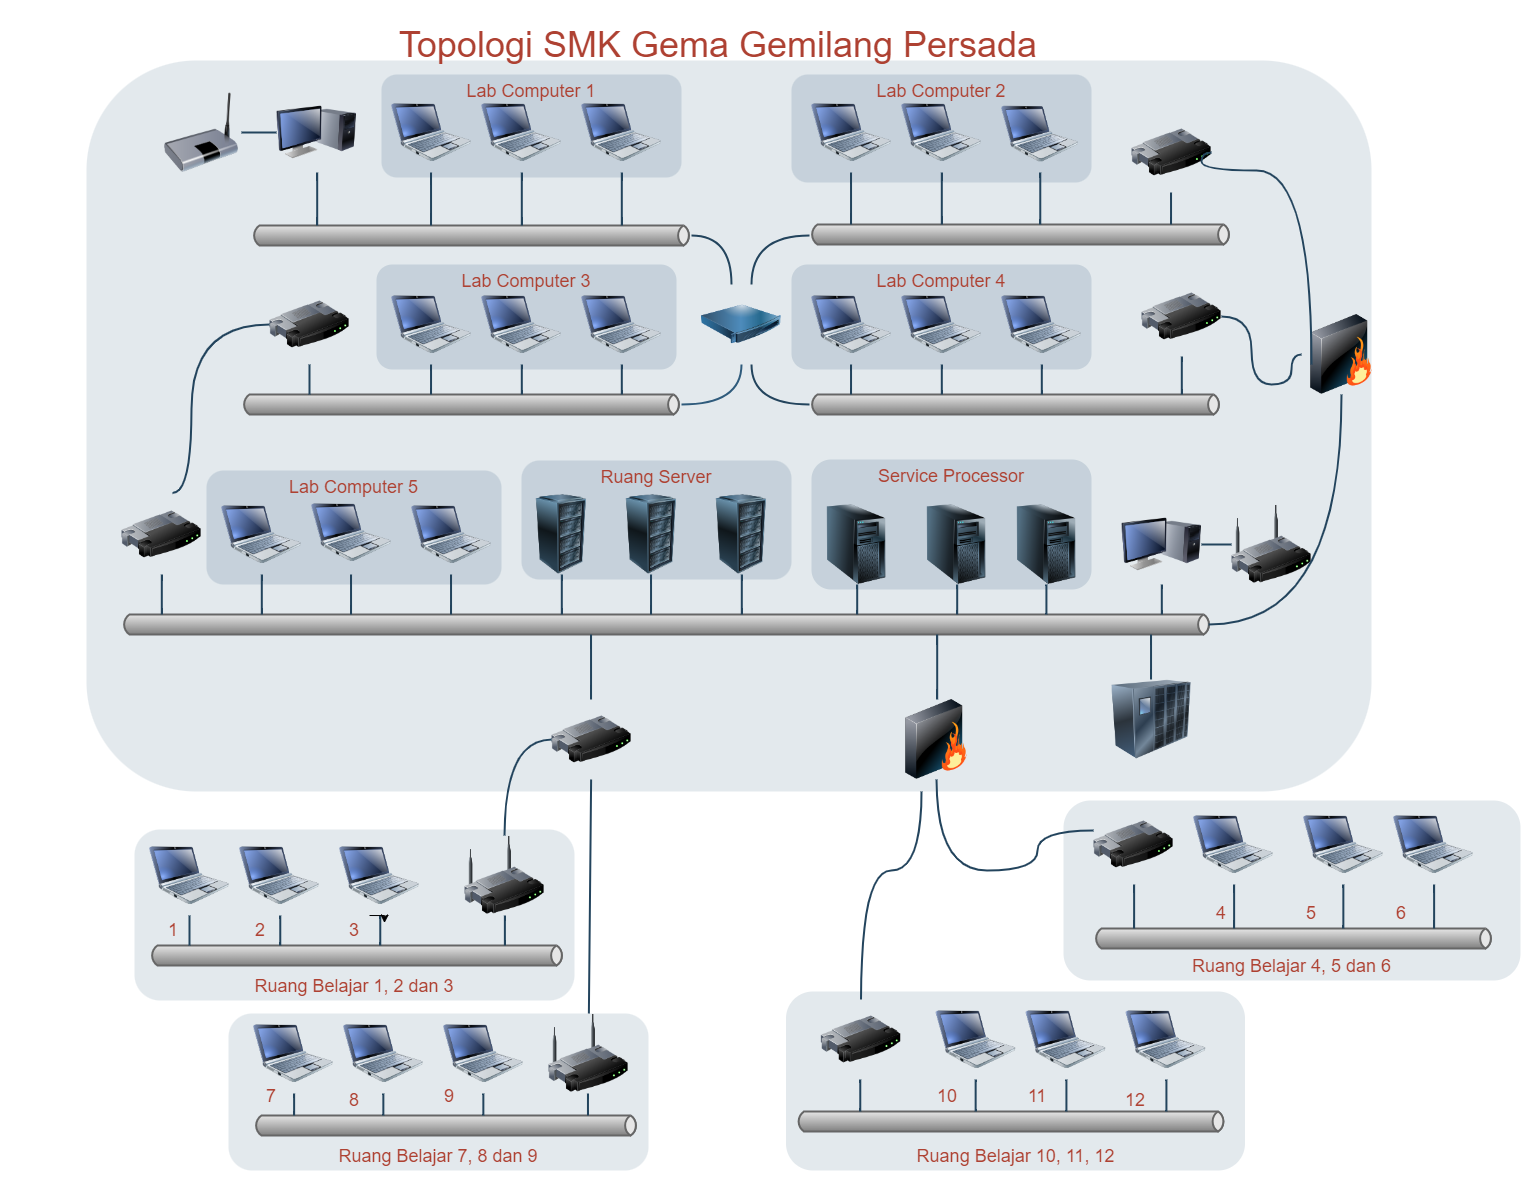 Topologi SMK Gema Gemilang Persada
Lab Computer 1
Lab Computer 2
Lab Computer 3
Lab Computer 4
Lab Computer 5
Ruang Server
Service Processor
1
2
3
Ruang Belajar 1, 2 dan 3
4
5
6
Ruang Belajar 4, 5 dan 6
7
8
9
Ruang Belajar 7, 8 dan 9
10
11
12
Ruang Belajar 10, 11, 12